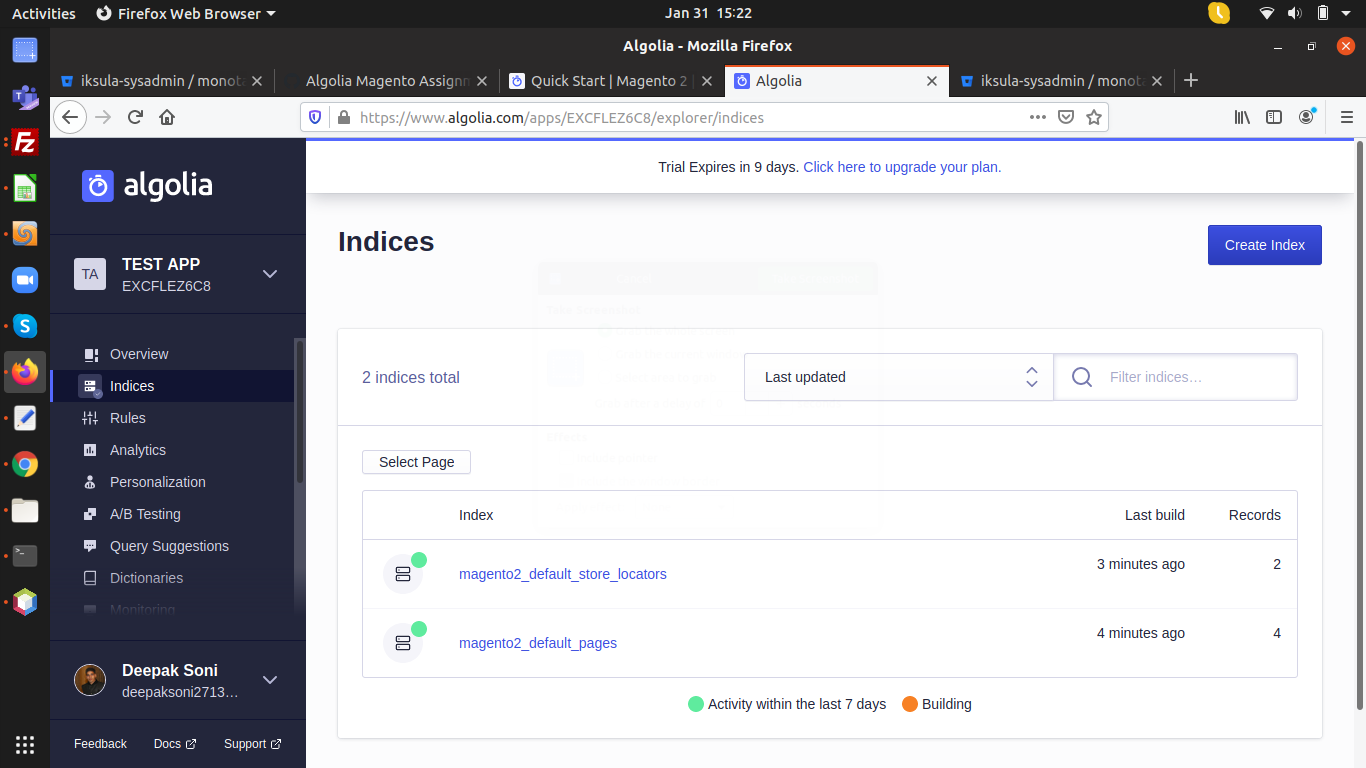 Activities Firefox Web Browser Jan 31 15:22
Algolia - Mozilla Firefox
iksula-sysadmin / monot Algolia Magento Assignm Quick Start | Magento 2 Algolia iksula-sysadmin / monot
https://www.algolia.com/apps/EXCFLEZ6C8/explorer/indices
Trial Expires in 9 days. Click here to upgrade your plan.
algolia
TA
TEST APP
EXCFLEZ6C8
Overview
Indices
Rules
Analytics
Personalization
A/B Testing
Query Suggestions
Dictionaries
Monitoring
Deepak Soni
deepaksoni2713...
Feedback Docs Support
Indices
Create Index
2 indices total
Last updated
Filter indices...
Select Page
Index Last build Records
magento2_default_store_locators 3 minutes ago 2
magento2_default_pages 4 minutes ago 4
Activity within the last 7 days Building